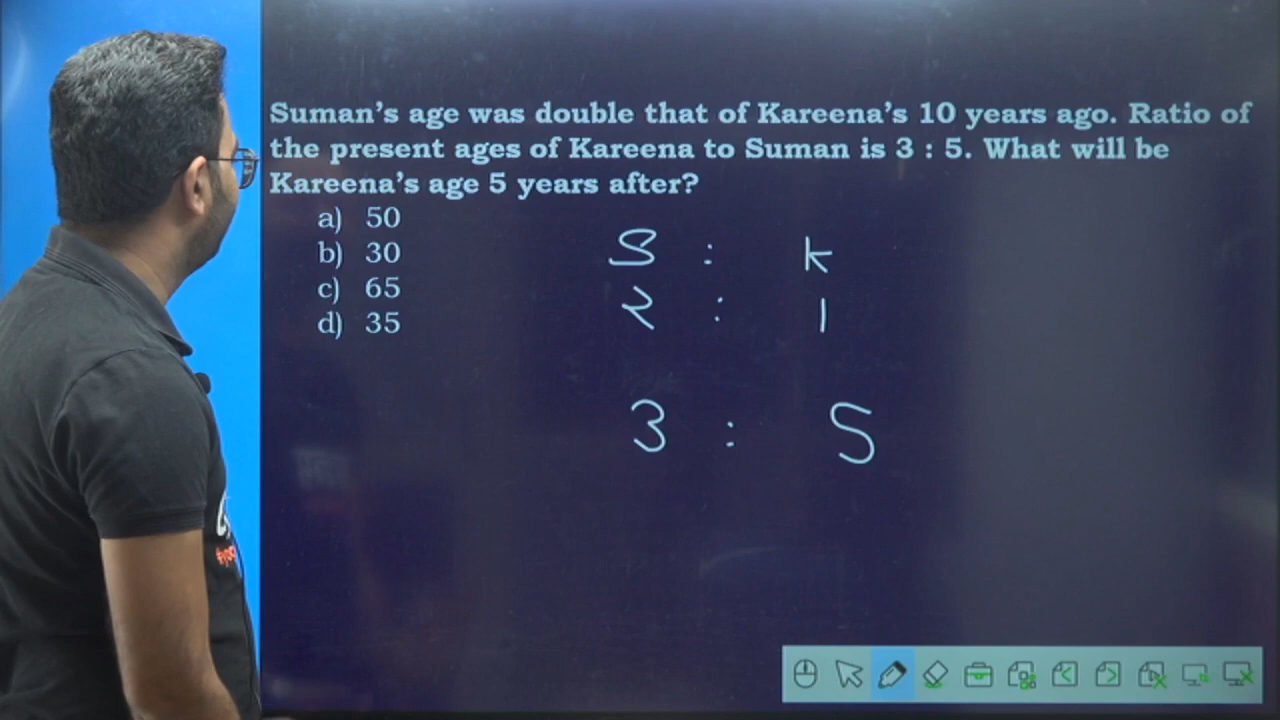 Suman's age was double that of Kareena's 10 years ago. Ratio of
the present ages of Kareena to Suman is 3 : 5. What will be
Kareena's age 5 years after?
a) 50
b) 30
c) 65
d) 35
S : K
2 : 1
3 : 5